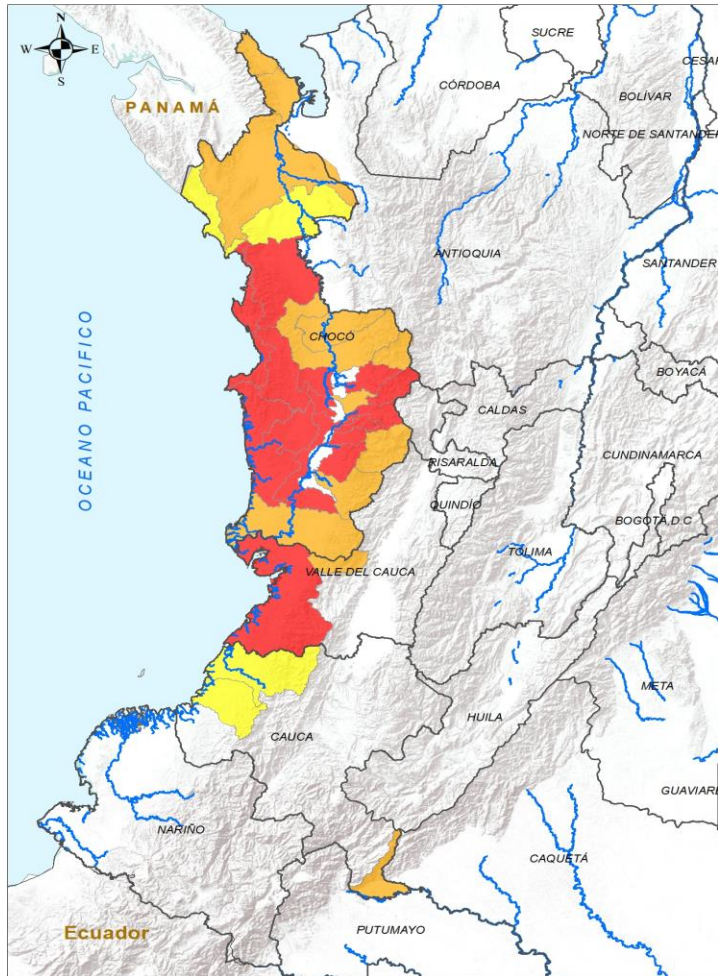 N
W E
S
SUCRE
CÓRDOBA
CESAR
BOLÍVAR
PANAMÁ
NORTE DE SANTANDER
ANTIOQUIA
SANTANDER
OCEANO PACIFICO
CHOCÓ
BOYACÁ
CALDAS
CUNDINAMARCA
RISARALDA
QUINDÍO
BOGOTÁ, D.C
TOLIMA
VALLE DEL CAUCA
META
HUILA
CAUCA
GUAVIARE
NARIÑO
CAQUETÁ
Ecuador
PUTUMAYO